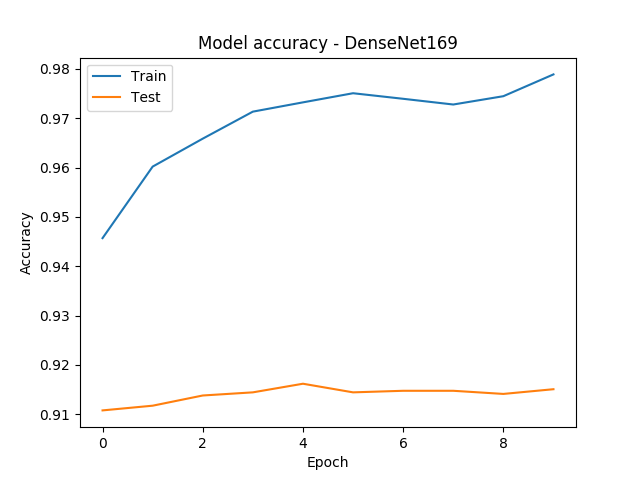 Model accuracy - DenseNet169
Train
Test
0.98
0.97
0.96
0.95
0.94
0.93
0.92
0.91
Accuracy
0 2 4 6 8
Epoch